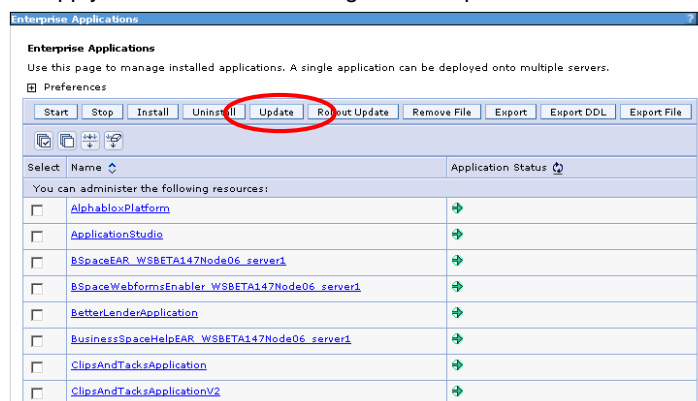 Enterprise Applications ?
Enterprise Applications
Use this page to manage installed applications. A single application can be deployed onto multiple servers.
Preferences
Start Stop Install Uninstall Update Rollout Update Remove File Export Export DDL Export File
Select Name Application Status
You can administer the following resources:
AlphabloxPlatform
ApplicationStudio
BSpaceEAR_WSBETA147Node06_server1
BSpaceWebformsEnabler_WSBETA147Node06_server1
BetterLenderApplication
BusinessSpaceHelpEAR_WSBETA147Node06_server1
ClipsAndTacksApplication
ClipsAndTacksApplicationV2